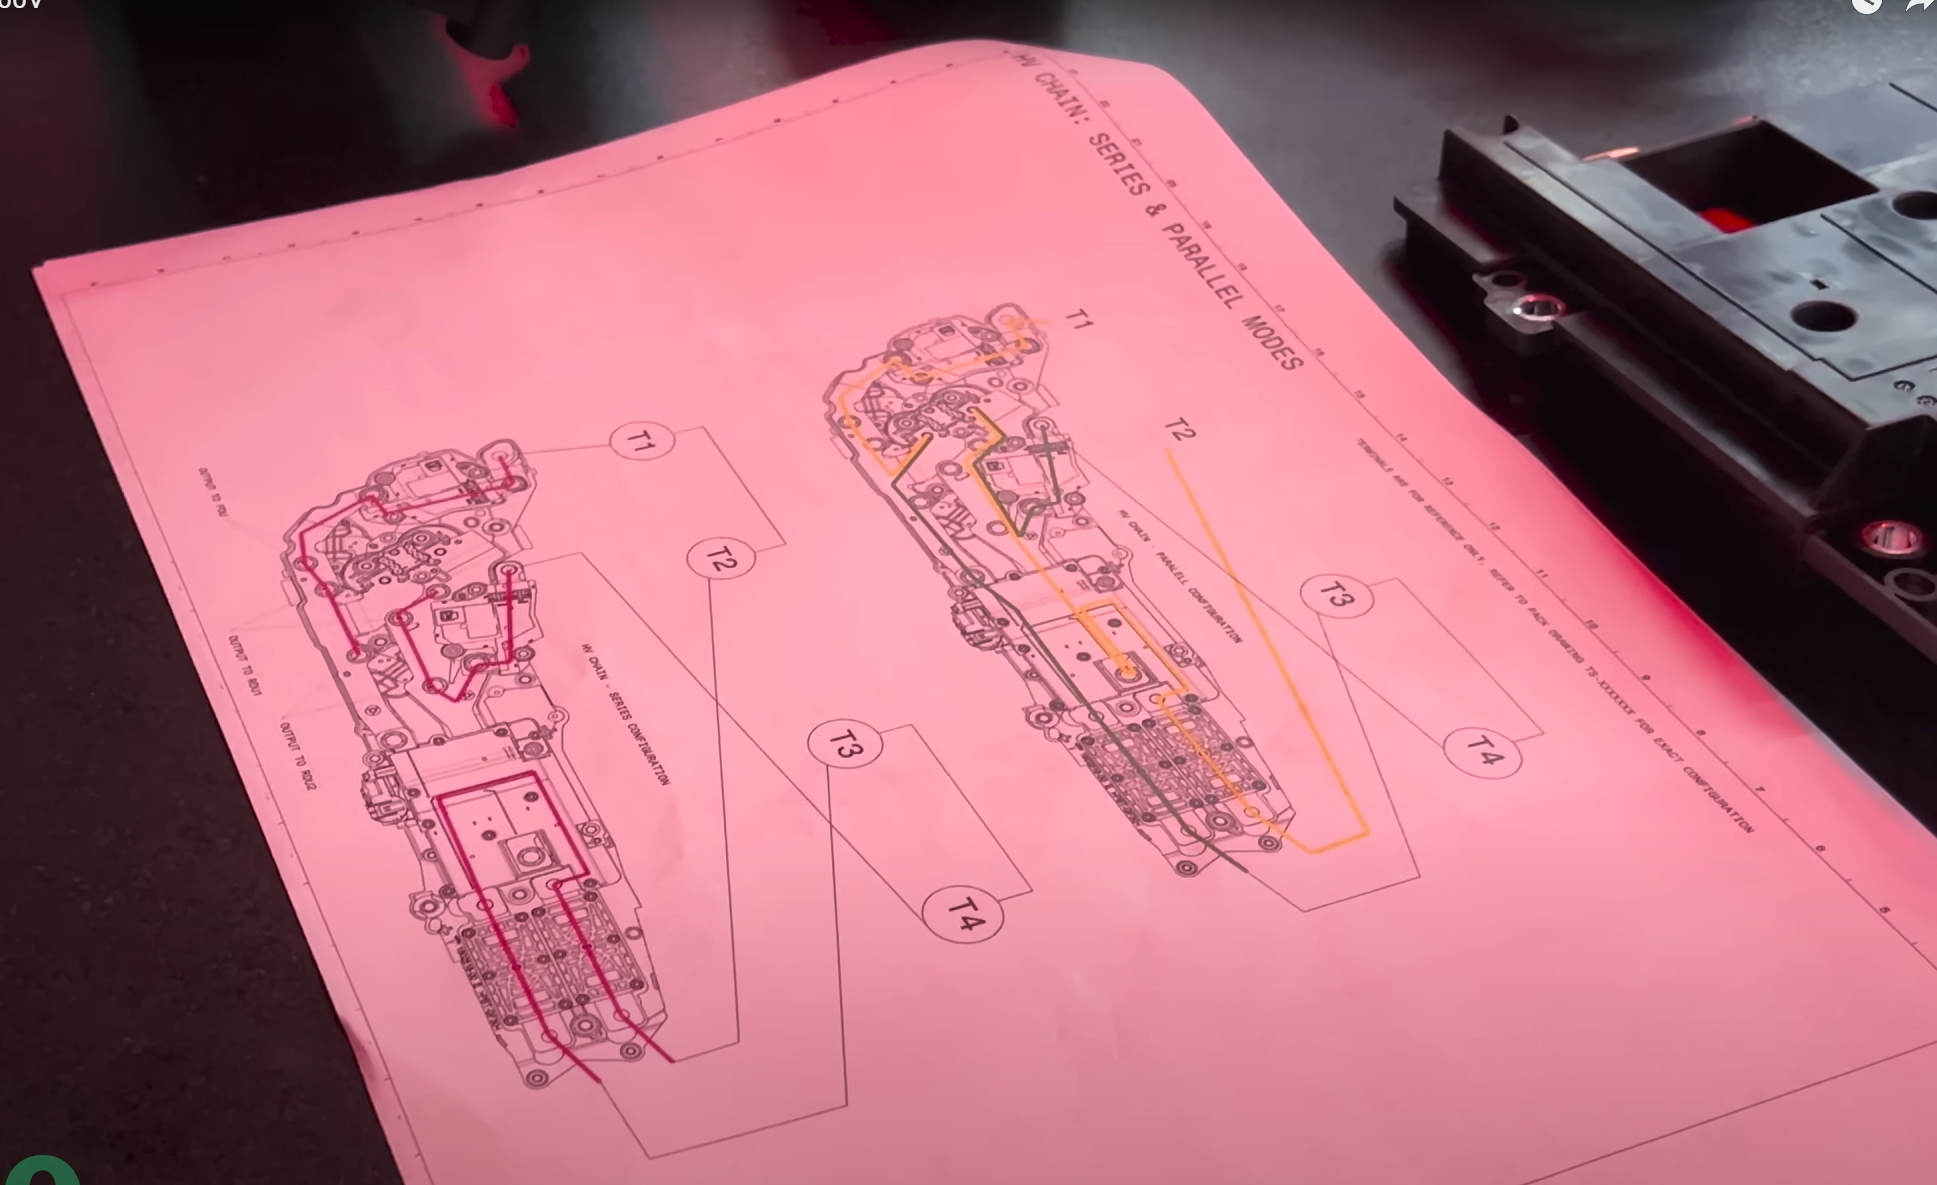 HV CHAIN: SERIES & PARALLEL MODES
T1
T2
T3
T4
HV CHAIN - PARALLEL CONFIGURATION
TERMINALS ARE FOR REFERENCE ONLY, REFER TO PACK DRAWING TS-XXXXXXX FOR EXACT CONFIGURATION
T1
T2
T3
T4
HV CHAIN - SERIES CONFIGURATION
OUTPUT TO PDU
OUTPUT TO RDU1
OUTPUT TO RDU2